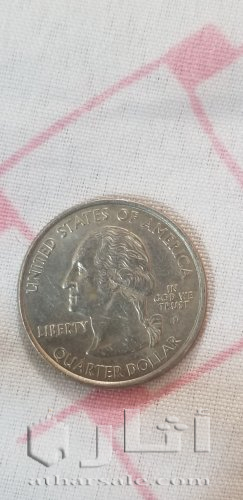 UNITED STATES OF AMERICA
LIBERTY
IN
GOD WE
TRUST
QUARTER DOLLAR
آثار
atharsale.com